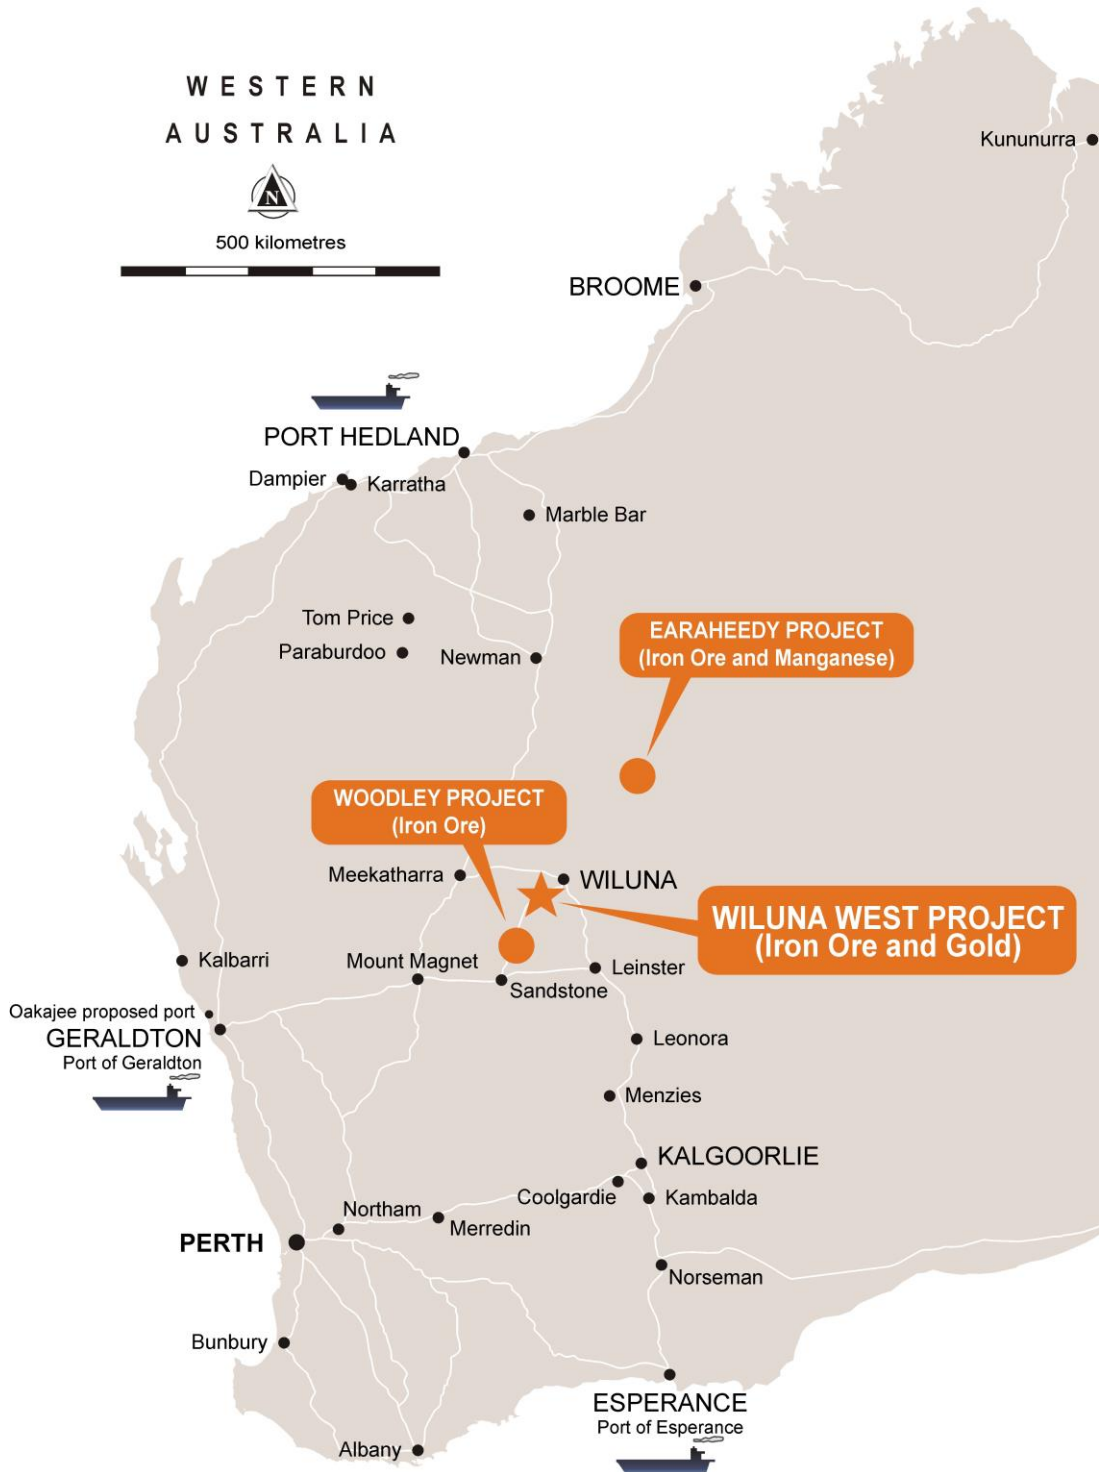 WESTERN
AUSTRALIA
N
500 kilometres
Kununurra
BROOME
PORT HEDLAND
Dampier
Karratha
Marble Bar
Tom Price
Paraburdoo
Newman
EARAHEEDY PROJECT
(Iron Ore and Manganese)
WOODLEY PROJECT
(Iron Ore)
Meekatharra
WILUNA
WILUNA WEST PROJECT
(Iron Ore and Gold)
Kalbarri
Mount Magnet
Sandstone
Leinster
Oakajee proposed port
GERALDTON
Port of Geraldton
Leonora
Menzies
KALGOORLIE
Coolgardie
Kambalda
Northam
Merredin
PERTH
Norseman
Bunbury
ESPERANCE
Port of Esperance
Albany